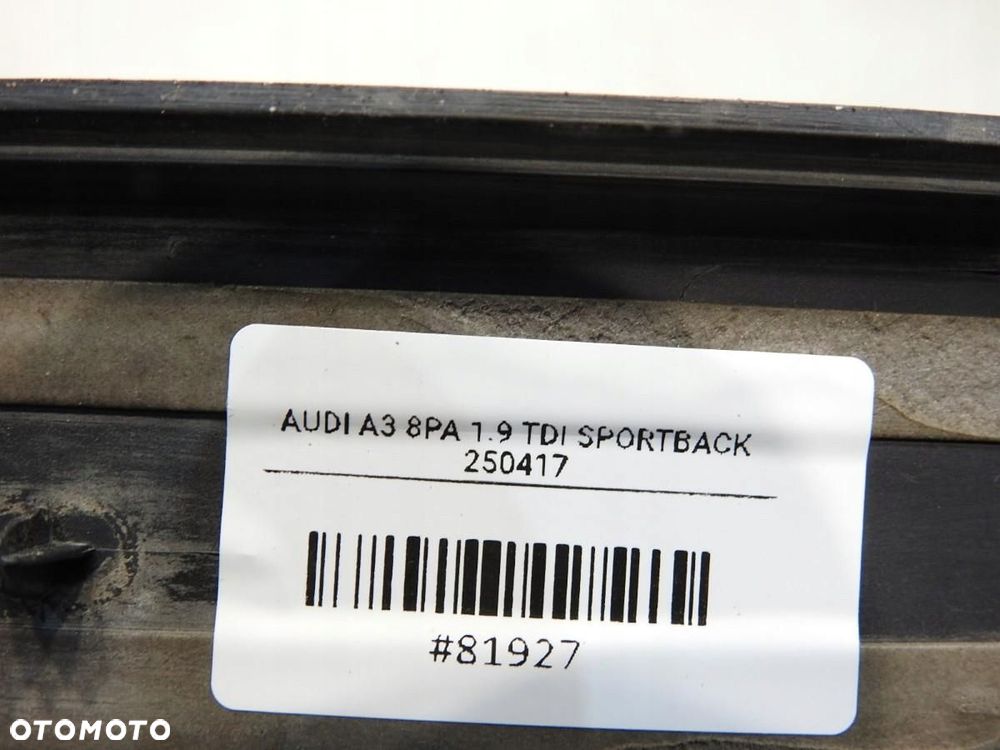 AUDI A3 8PA 1.9 TDI SPORTBACK
250417
#81927
OTOMOTO